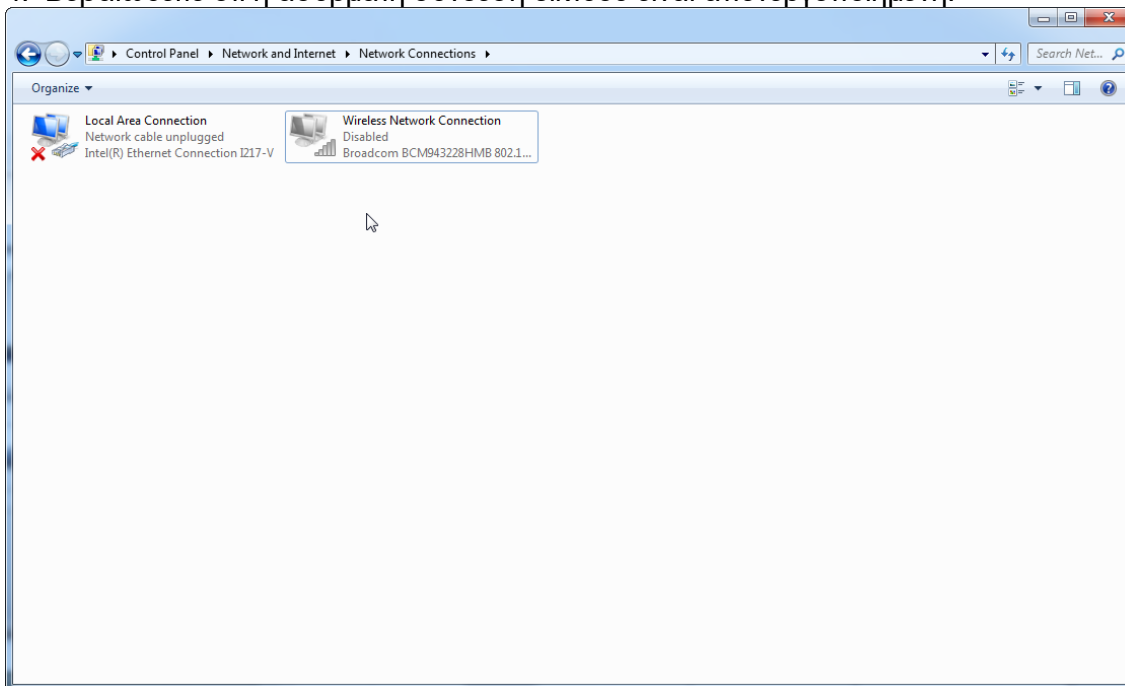 Control Panel ▸ Network and Internet ▸ Network Connections ▸
Search Net...
Organize
Local Area Connection
Network cable unplugged
Intel(R) Ethernet Connection I217-V
Wireless Network Connection
Disabled
Broadcom BCM943228HMB 802.1...